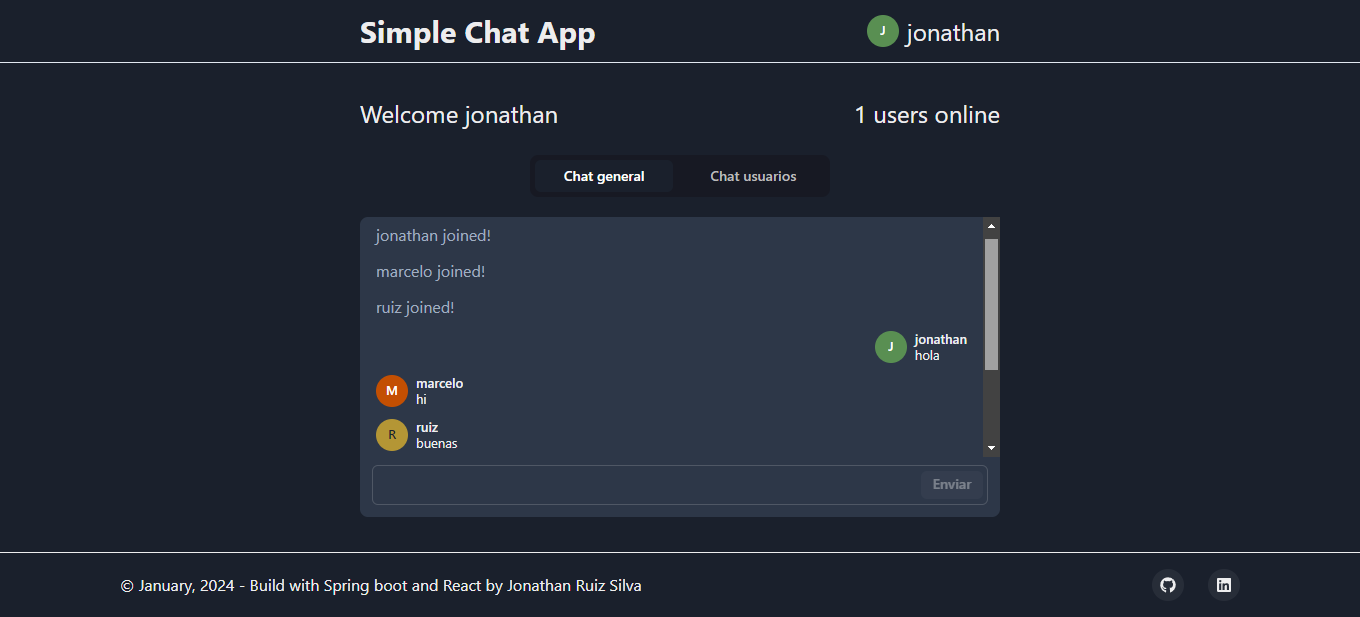 Simple Chat App
J jonathan
Welcome jonathan
1 users online
Chat general
Chat usuarios
jonathan joined!
marcelo joined!
ruiz joined!
J jonathan
hola
M marcelo
hi
R ruiz
buenas
Enviar
© January, 2024 - Build with Spring boot and React by Jonathan Ruiz Silva
in